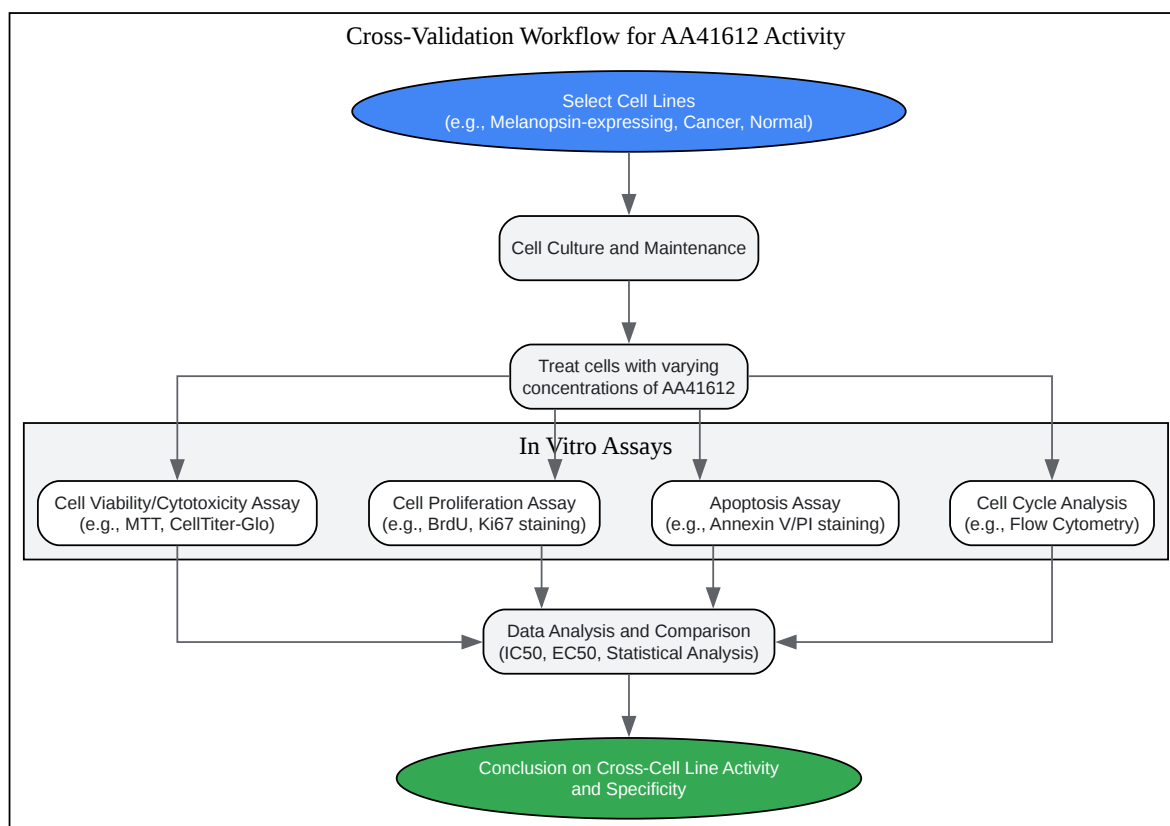 Cross-Validation Workflow for AA41612 Activity
Select Cell Lines
(e.g., Melanopsin-expressing, Cancer, Normal)
Cell Culture and Maintenance
Treat cells with varying
concentrations of AA41612
In Vitro Assays
Cell Viability/Cytotoxicity Assay
(e.g., MTT, CellTiter-Glo)
Cell Proliferation Assay
(e.g., BrdU, Ki67 staining)
Apoptosis Assay
(e.g., Annexin V/PI staining)
Cell Cycle Analysis
(e.g., Flow Cytometry)
Data Analysis and Comparison
(IC50, EC50, Statistical Analysis)
Conclusion on Cross-Cell Line Activity
and Specificity